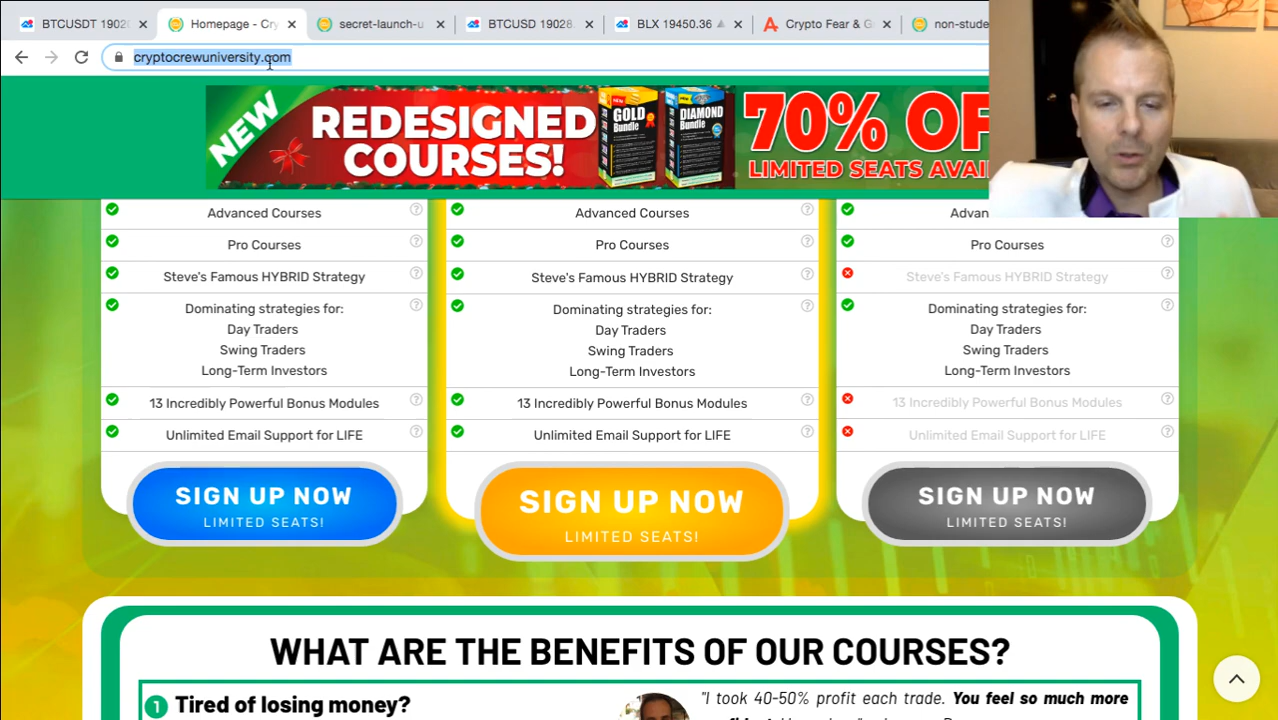 BTCUSDT 1902
Homepage - Cry
secret-launch-u
BTCUSD 19028
BLX 19450.36
Crypto Fear & G
non-stude
cryptocrewuniversity.com
NEW
REDESIGNED
COURSES!
GOLD
Bundle
DIAMOND
Bundle
70% OF
LIMITED SEATS AVAI
Advanced Courses
Pro Courses
Steve's Famous HYBRID Strategy
Dominating strategies for:
Day Traders
Swing Traders
Long-Term Investors
13 Incredibly Powerful Bonus Modules
Unlimited Email Support for LIFE
SIGN UP NOW
LIMITED SEATS!
Advanced Courses
Pro Courses
Steve's Famous HYBRID Strategy
Dominating strategies for:
Day Traders
Swing Traders
Long-Term Investors
13 Incredibly Powerful Bonus Modules
Unlimited Email Support for LIFE
SIGN UP NOW
LIMITED SEATS!
Advan
Pro Courses
Steve's Famous HYBRID Strategy
Dominating strategies for:
Day Traders
Swing Traders
Long-Term Investors
13 Incredibly Powerful Bonus Modules
Unlimited Email Support for LIFE
SIGN UP NOW
LIMITED SEATS!
WHAT ARE THE BENEFITS OF OUR COURSES?
1 Tired of losing money?
"I took 40-50% profit each trade. You feel so much more